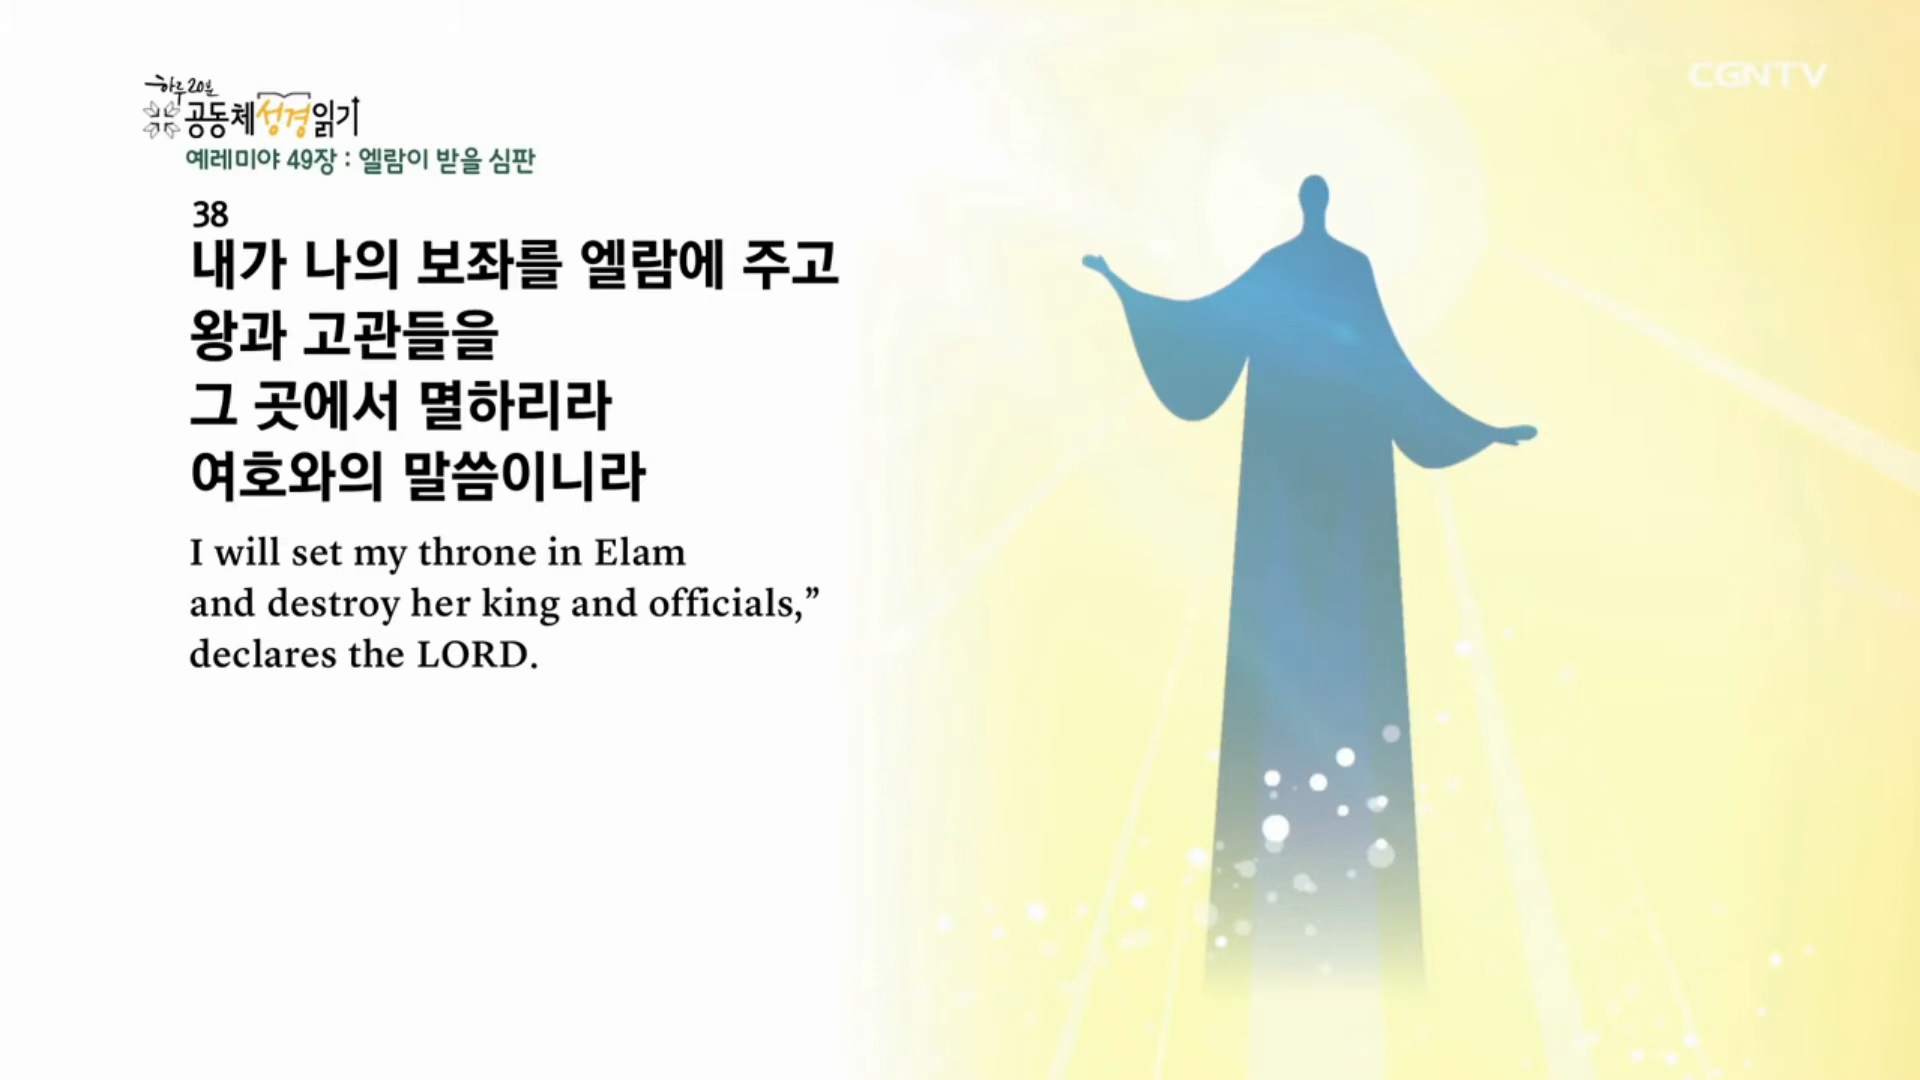 하루 20분
공동체성경읽기
CGNTV
예레미야 49장 : 엘람이 받을 심판
38
내가 나의 보좌를 엘람에 주고
왕과 고관들을
그 곳에서 멸하리라
여호와의 말씀이니라
I will set my throne in Elam
and destroy her king and officials,”
declares the LORD.